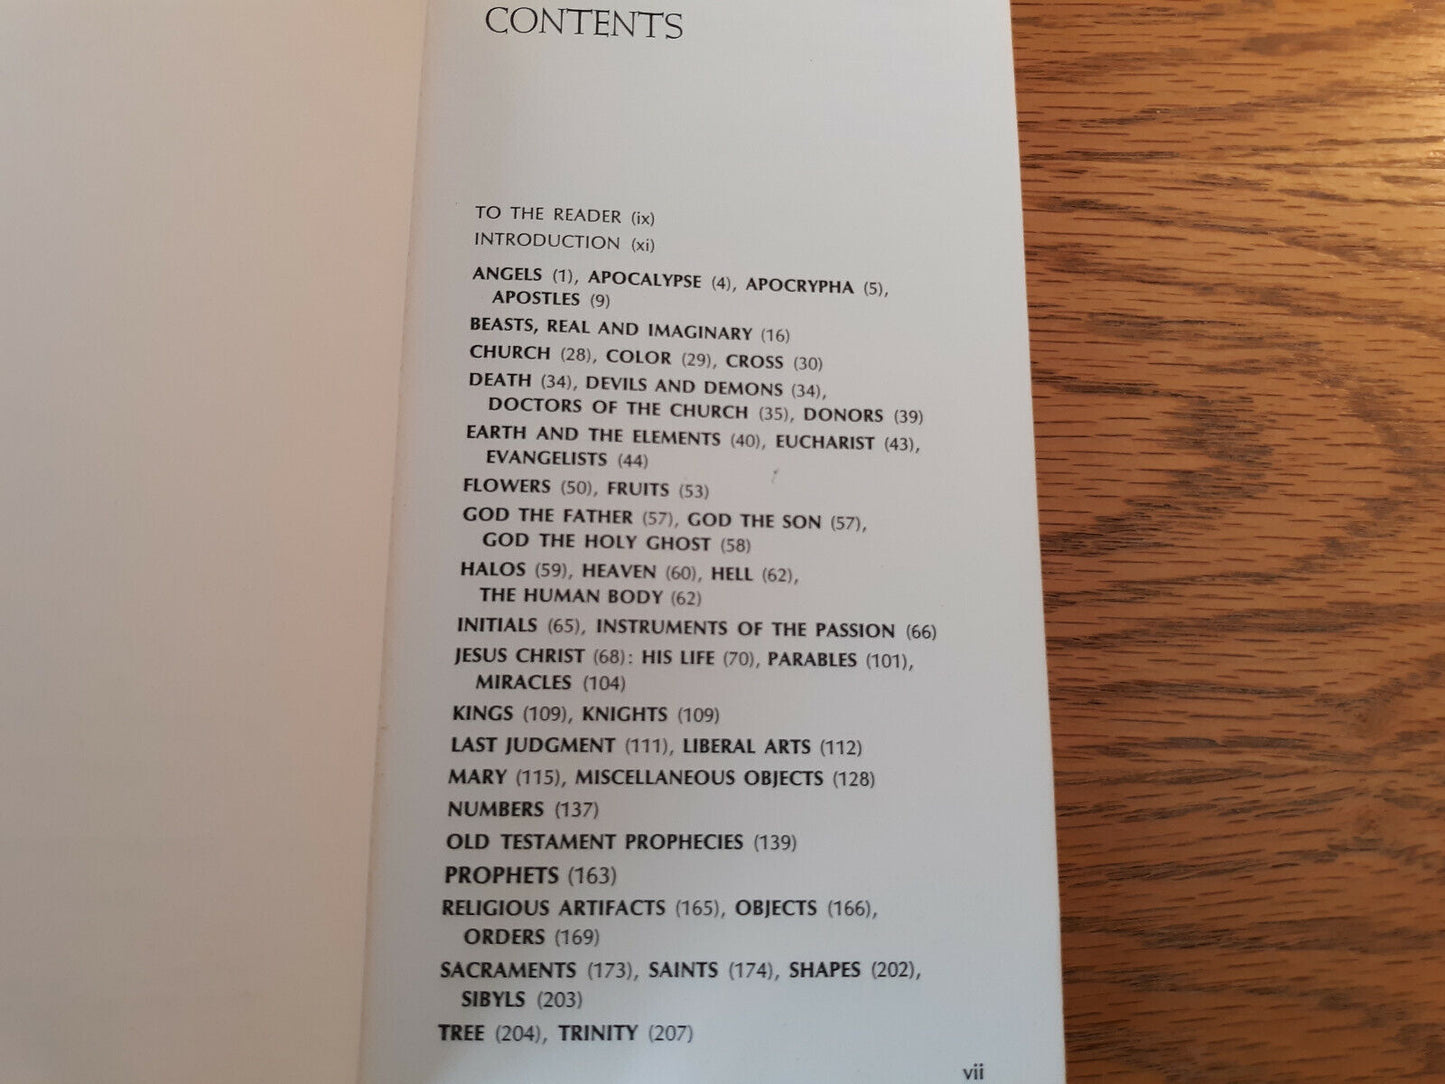 CONTENTS
TO THE READER (ix)
INTRODUCTION (xi)
ANGELS (1), APOCALYPSE (4), APOCRYPHA (5),
APOSTLES (9)
BEASTS, REAL AND IMAGINARY (16)
CHURCH (28), COLOR (29), CROSS (30)
DEATH (34), DEVILS AND DEMONS (34),
DOCTORS OF THE CHURCH (35), DONORS (39)
EARTH AND THE ELEMENTS (40), EUCHARIST (43),
EVANGELISTS (44)
FLOWERS (50), FRUITS (53)
GOD THE FATHER (57), GOD THE SON (57),
GOD THE HOLY GHOST (58)
HALOS (59), HEAVEN (60), HELL (62),
THE HUMAN BODY (62)
INITIALS (65), INSTRUMENTS OF THE PASSION (66)
JESUS CHRIST (68): HIS LIFE (70), PARABLES (101),
MIRACLES (104)
KINGS (109), KNIGHTS (109)
LAST JUDGMENT (111), LIBERAL ARTS (112)
MARY (115), MISCELLANEOUS OBJECTS (128)
NUMBERS (137)
OLD TESTAMENT PROPHECIES (139)
PROPHETS (163)
RELIGIOUS ARTIFACTS (165), OBJECTS (166),
ORDERS (169)
SACRAMENTS (173), SAINTS (174), SHAPES (202),
SIBYLS (203)
TREE (204), TRINITY (207)
vii